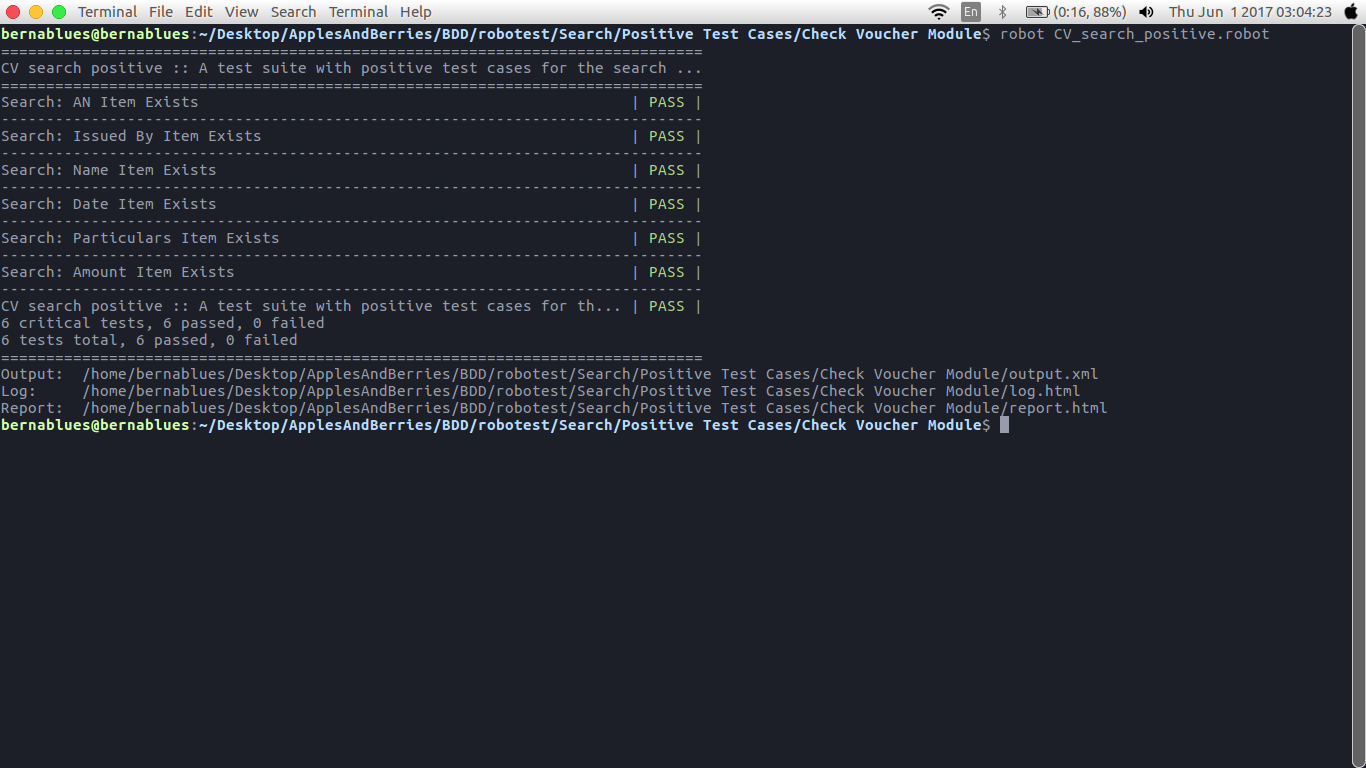 Terminal File Edit View Search Terminal Help En (0:16, 88%) Thu Jun 1 2017 03:04:23
bernablues@bernablues:~/Desktop/ApplesAndBerries/BDD/robotest/Search/Positive Test Cases/Check Voucher Module$ robot CV_search_positive.robot
==============================================================================
CV search positive :: A test suite with positive test cases for the search ...
==============================================================================
Search: AN Item Exists | PASS |
------------------------------------------------------------------------------
Search: Issued By Item Exists | PASS |
------------------------------------------------------------------------------
Search: Name Item Exists | PASS |
------------------------------------------------------------------------------
Search: Date Item Exists | PASS |
------------------------------------------------------------------------------
Search: Particulars Item Exists | PASS |
------------------------------------------------------------------------------
Search: Amount Item Exists | PASS |
------------------------------------------------------------------------------
CV search positive :: A test suite with positive test cases for th... | PASS |
6 critical tests, 6 passed, 0 failed
6 tests total, 6 passed, 0 failed
==============================================================================
Output: /home/bernablues/Desktop/ApplesAndBerries/BDD/robotest/Search/Positive Test Cases/Check Voucher Module/output.xml
Log: /home/bernablues/Desktop/ApplesAndBerries/BDD/robotest/Search/Positive Test Cases/Check Voucher Module/log.html
Report: /home/bernablues/Desktop/ApplesAndBerries/BDD/robotest/Search/Positive Test Cases/Check Voucher Module/report.html
bernablues@bernablues:~/Desktop/ApplesAndBerries/BDD/robotest/Search/Positive Test Cases/Check Voucher Module$